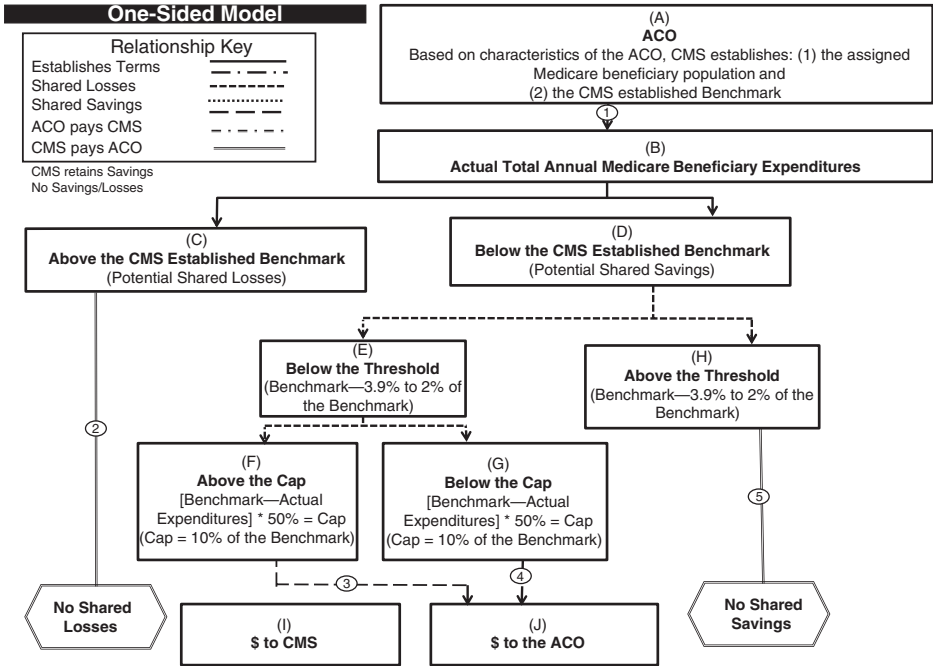 One-Sided Model
Relationship Key
Establishes Terms
Shared Losses
Shared Savings
ACO pays CMS
CMS pays ACO
CMS retains Savings
No Savings/Losses
(A)
ACO
Based on characteristics of the ACO, CMS establishes: (1) the assigned
Medicare beneficiary population and
(2) the CMS established Benchmark
1
(B)
Actual Total Annual Medicare Beneficiary Expenditures
(C)
Above the CMS Established Benchmark
(Potential Shared Losses)
(D)
Below the CMS Established Benchmark
(Potential Shared Savings)
(E)
Below the Threshold
(Benchmark—3.9% to 2% of
the Benchmark)
(H)
Above the Threshold
(Benchmark—3.9% to 2% of the
Benchmark)
2
(F)
Above the Cap
[Benchmark—Actual
Expenditures] * 50% = Cap
(Cap = 10% of the Benchmark)
(G)
Below the Cap
[Benchmark—Actual
Expenditures] * 50% = Cap
(Cap = 10% of the Benchmark)
5
3
4
No Shared
Losses
(I)
$ to CMS
(J)
$ to the ACO
No Shared
Savings